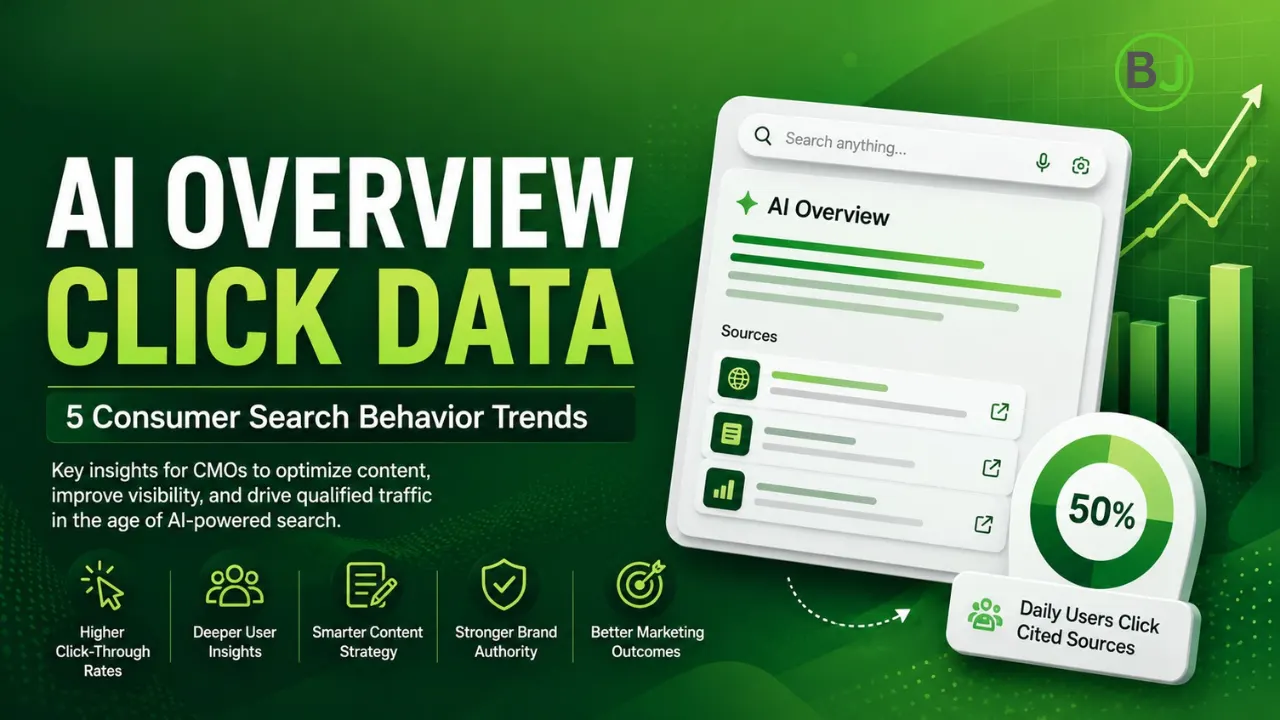 BJ
AI OVERVIEW
CLICK DATA
5 Consumer Search Behavior Trends
Key insights for CMOs to optimize content,
improve visibility, and drive qualified traffic
in the age of AI-powered search.
Higher
Click-Through
Rates
Deeper User
Insights
Smarter Content
Strategy
Stronger Brand
Authority
Better Marketing
Outcomes
Search anything...
AI Overview
Sources
50%
Daily Users Click
Cited Sources